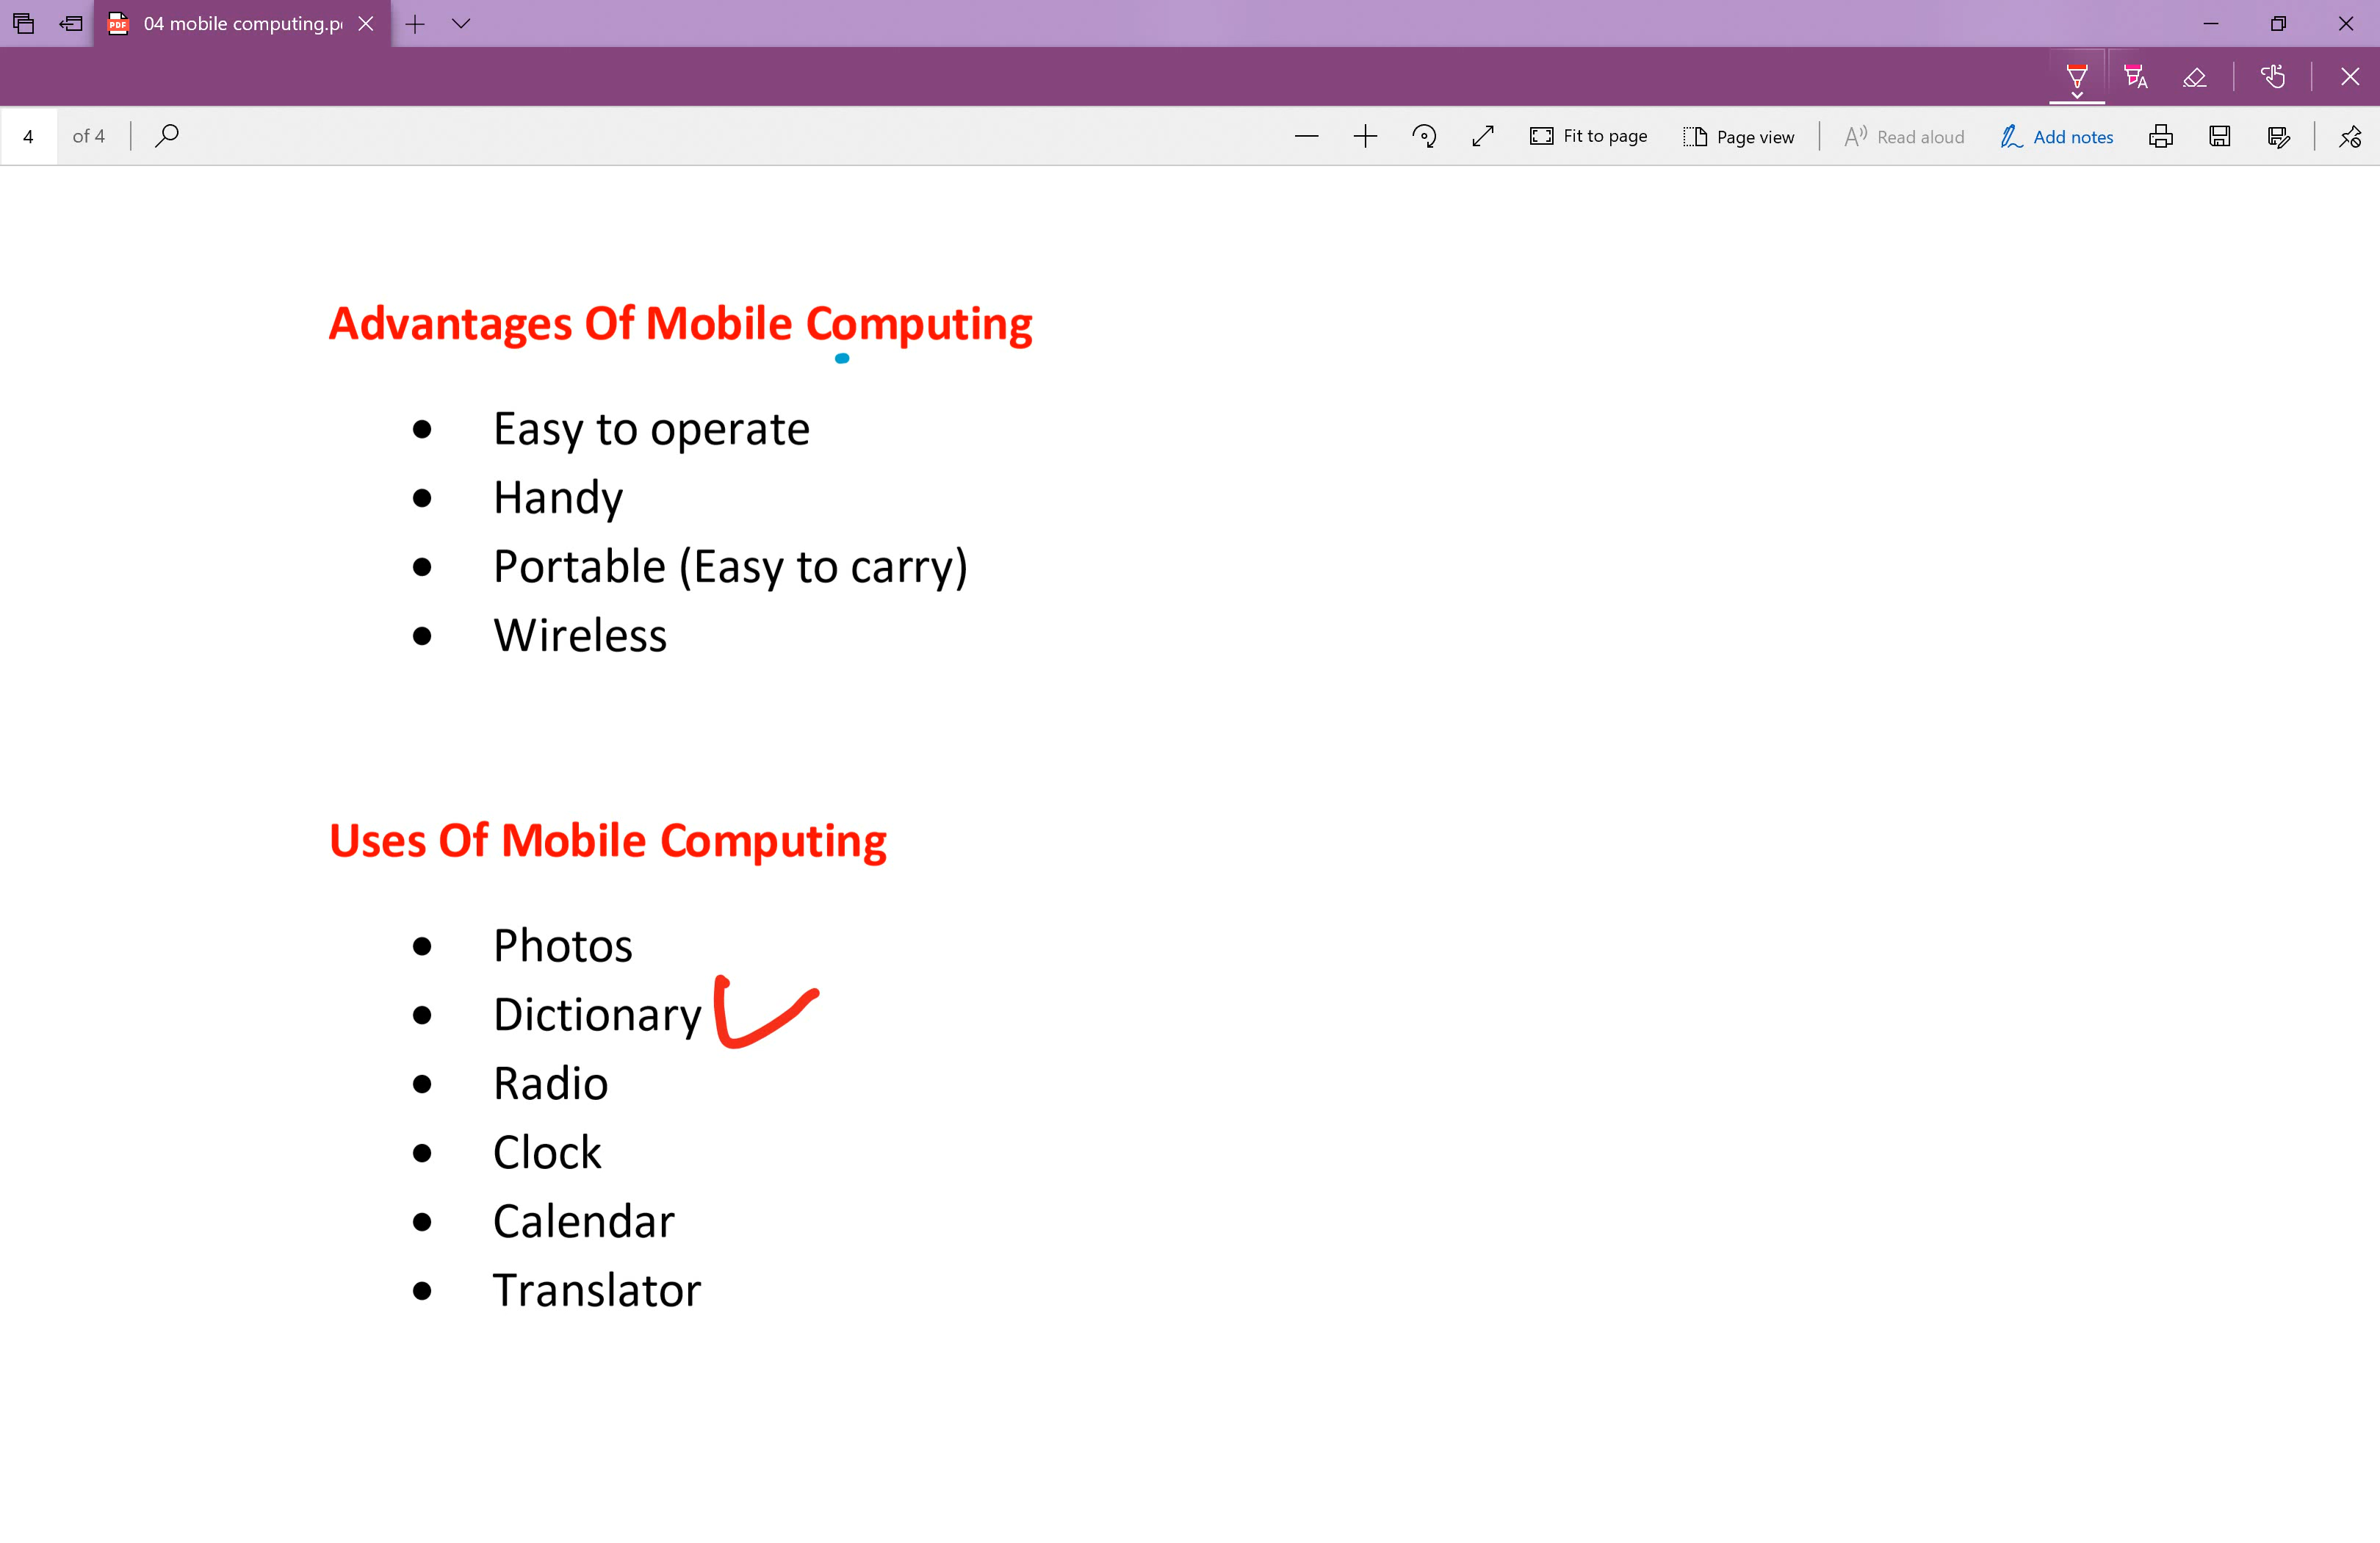 04 mobile computing.p
4 of 4
Fit to page
Page view
Read aloud
Add notes
Advantages Of Mobile Computing
● Easy to operate
● Handy
● Portable (Easy to carry)
● Wireless
Uses Of Mobile Computing
● Photos
● Dictionary
● Radio
● Clock
● Calendar
● Translator